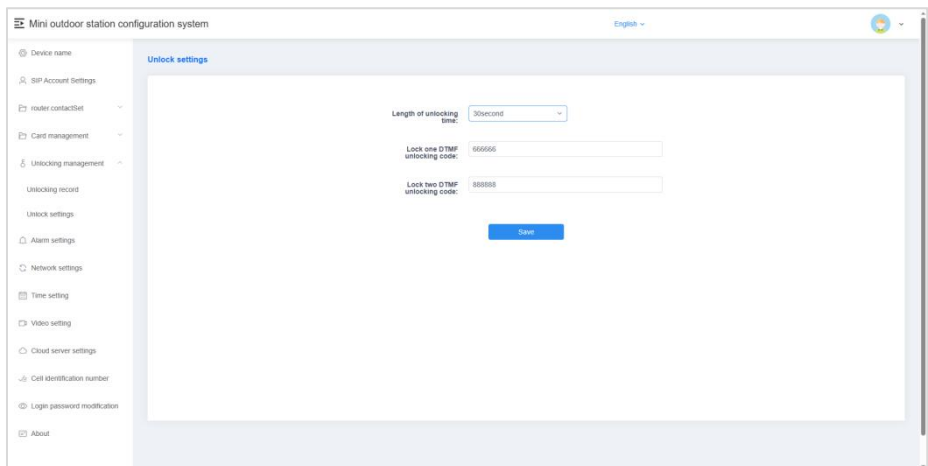 Mini outdoor station configuration system
English
Device name
SIP Account Settings
router.contactSet
Card management
Unlocking management
Unlocking record
Unlock settings
Alarm settings
Network settings
Time setting
Video setting
Cloud server settings
Cell identification number
Login password modification
About
Unlock settings
Length of unlocking
time:
30second
Lock one DTMF
unlocking code:
666666
Lock two DTMF
unlocking code:
888888
Save